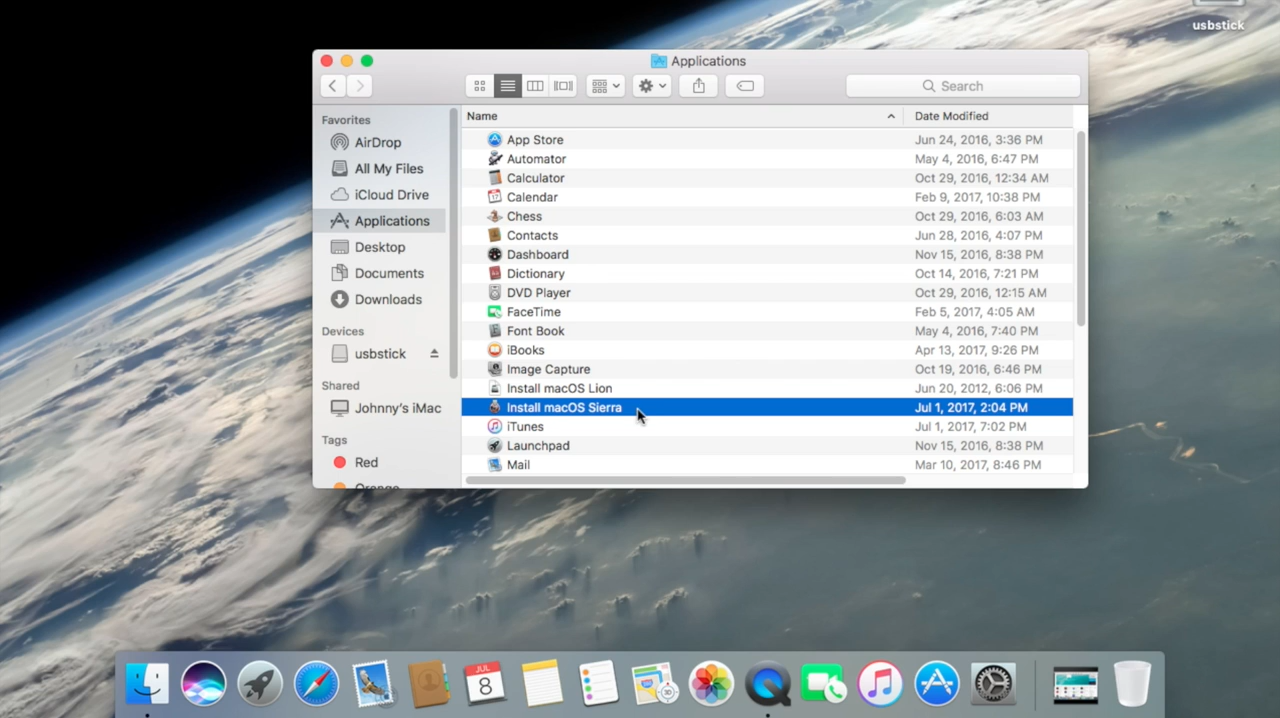 usbstick
Applications
Search
Favorites
AirDrop
All My Files
iCloud Drive
Applications
Desktop
Documents
Downloads
Devices
usbstick
Shared
Johnny's iMac
Tags
Red
Orange
Name Date Modified
App Store Jun 24, 2016, 3:36 PM
Automator May 4, 2016, 6:47 PM
Calculator Oct 29, 2016, 12:34 AM
Calendar Feb 9, 2017, 10:38 PM
Chess Oct 29, 2016, 6:03 AM
Contacts Jun 28, 2016, 4:07 PM
Dashboard Nov 15, 2016, 8:38 PM
Dictionary Oct 14, 2016, 7:21 PM
DVD Player Oct 29, 2016, 12:15 AM
FaceTime Feb 5, 2017, 4:05 AM
Font Book May 4, 2016, 7:40 PM
iBooks Apr 13, 2017, 9:26 PM
Image Capture Oct 19, 2016, 6:46 PM
Install macOS Lion Jun 20, 2012, 6:06 PM
Install macOS Sierra Jul 1, 2017, 2:04 PM
iTunes Jul 1, 2017, 7:02 PM
Launchpad Nov 15, 2016, 8:38 PM
Mail Mar 10, 2017, 8:46 PM
JUL
8